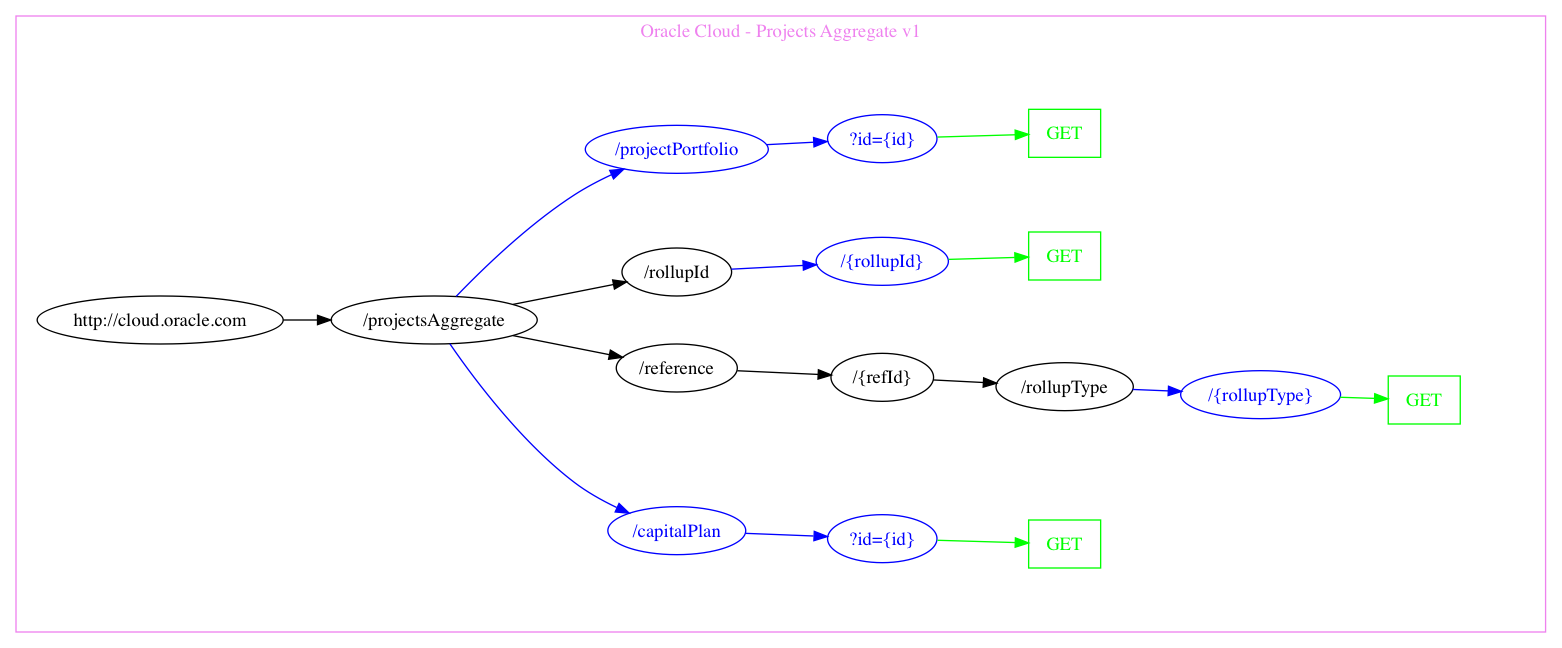 Oracle Cloud - Projects Aggregate v1
http://cloud.oracle.com
/projectsAggregate
/projectPortfolio
?id={id}
GET
/rollupId
/{rollupId}
GET
/reference
/{refId}
/rollupType
/{rollupType}
GET
/capitalPlan
?id={id}
GET